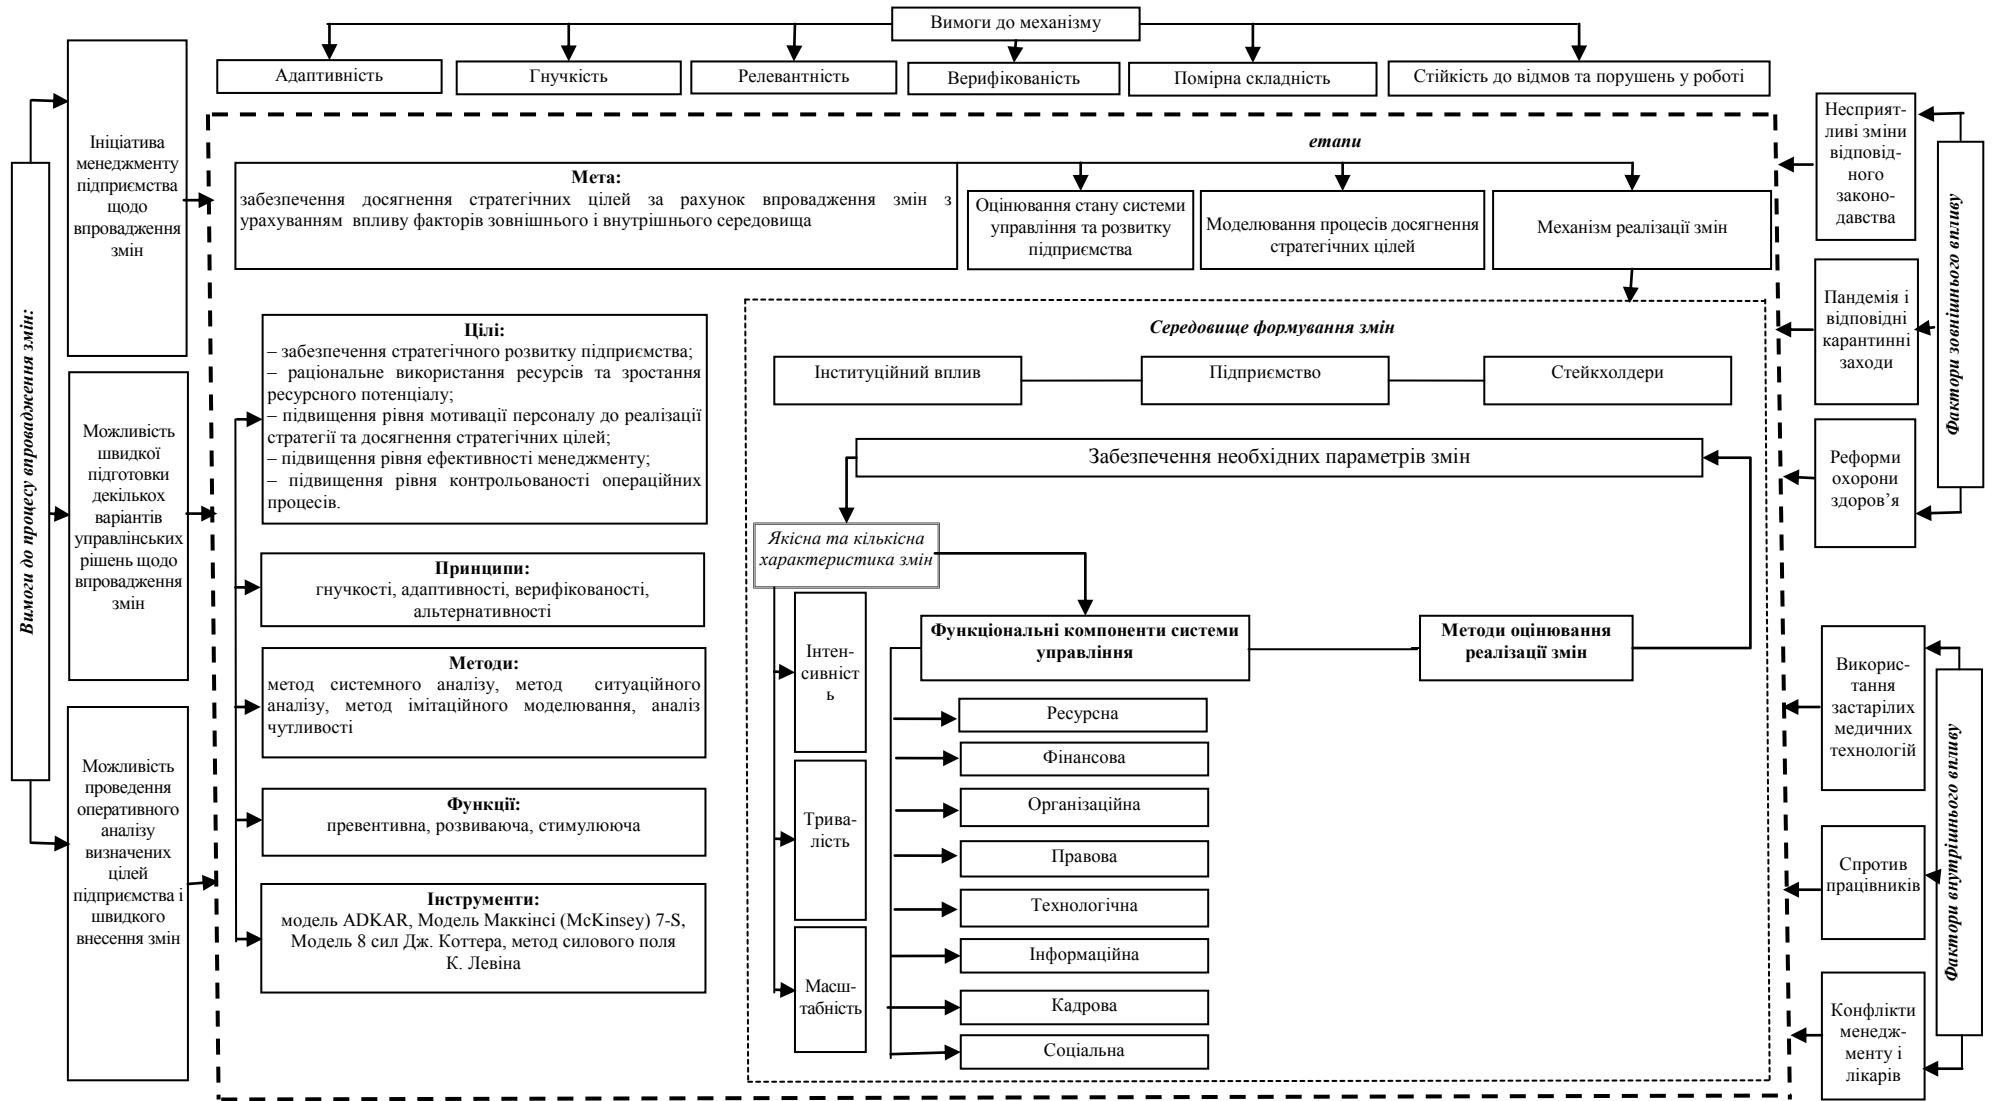 Вимоги до механізму
Адаптивність
Гнучкість
Релевантність
Верифікованість
Помірна складність
Стійкість до відмов та порушень у роботі
Вимоги до процесу впровадження змін:
Ініціатива
менеджменту
підприємства
щодо
впровадження
змін
Можливість
швидкої
підготовки
декількох
варіантів
управлінських
рішень щодо
впровадження
змін
Можливість
проведення
оперативного
аналізу
визначених
цілей
підприємства і
швидкого
внесення змін
етапи
Мета:
забезпечення досягнення стратегічних цілей за рахунок впровадження змін з
урахуванням впливу факторів зовнішнього і внутрішнього середовища
Оцінювання стану системи
управління та розвитку
підприємства
Моделювання процесів досягнення
стратегічних цілей
Механізм реалізації змін
Цілі:
– забезпечення стратегічного розвитку підприємства;
– раціональне використання ресурсів та зростання
ресурсного потенціалу;
– підвищення рівня мотивації персоналу до реалізації
стратегії та досягнення стратегічних цілей;
– підвищення рівня ефективності менеджменту;
– підвищення рівня контрольованості операційних
процесів.
Принципи:
гнучкості, адаптивності, верифікованості,
альтернативності
Методи:
метод системного аналізу, метод ситуаційного
аналізу, метод імітаційного моделювання, аналіз
чутливості
Функції:
превентивна, розвиваюча, стимулююча
Інструменти:
модель ADKAR, Модель Маккінсі (McKinsey) 7-S,
Модель 8 сил Дж. Коттера, метод силового поля
К. Левіна
Середовище формування змін
Інституційний вплив
Підприємство
Стейкхолдери
Забезпечення необхідних параметрів змін
Якісна та кількісна
характеристика змін
Інтен-
сивніст
ь
Трива-
лість
Масш-
табність
Функціональні компоненти системи
управління
Методи оцінювання
реалізації змін
Ресурсна
Фінансова
Організаційна
Правова
Технологічна
Інформаційна
Кадрова
Соціальна
Несприят-
ливі зміни
відповід-
ного
законо-
давства
Пандемія і
відповідні
карантинні
заходи
Реформи
охорони
здоров’я
Фактори зовнішнього впливу
Викорис-
тання
застарілих
медичних
технологій
Спротив
працівників
Конфлікти
менедж-
менту і
лікарів
Фактори внутрішнього впливу